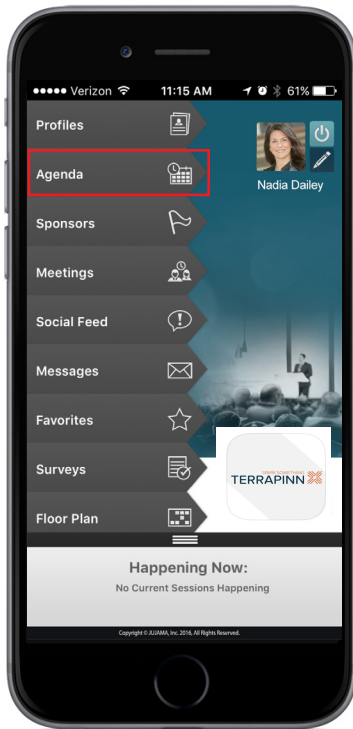 Verizon 11:15 AM 61%
Profiles
Agenda
Nadia Dailey
Sponsors
Meetings
Social Feed
Messages
Favorites
Surveys
TERRAPINN
Floor Plan
Happening Now:
No Current Sessions Happening
Copyright © JUJAMA, Inc. 2016, All Rights Reserved.